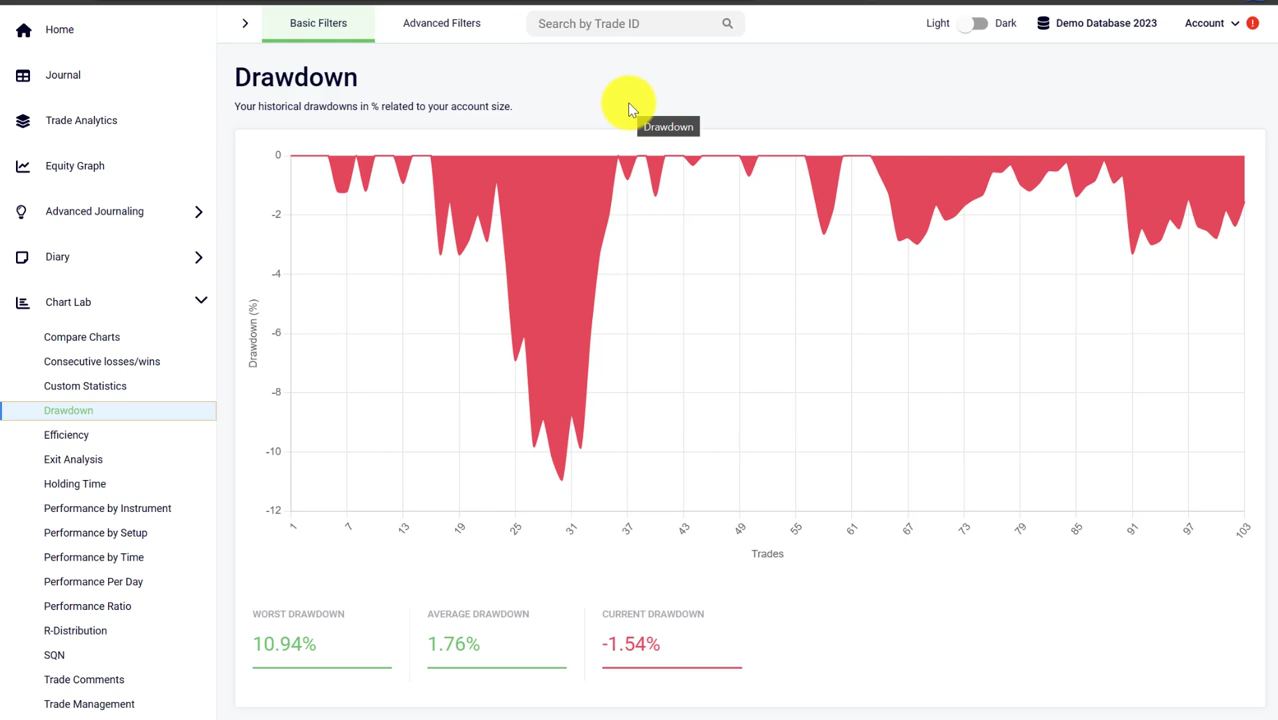 Home
Journal
Trade Analytics
Equity Graph
Advanced Journaling
Diary
Chart Lab
Compare Charts
Consecutive losses/wins
Custom Statistics
Drawdown
Efficiency
Exit Analysis
Holding Time
Performance by Instrument
Performance by Setup
Performance by Time
Performance Per Day
Performance Ratio
R-Distribution
SQN
Trade Comments
Trade Management
Basic Filters
Advanced Filters
Search by Trade ID
Light
Dark
Demo Database 2023
Account
!
Drawdown
Your historical drawdowns in % related to your account size.
Drawdown
0
-2
-4
-6
-8
-10
-12
Drawdown (%)
1 7 13 19 25 31 37 43 49 55 61 67 73 79 85 91 97 103
Trades
WORST DRAWDOWN
10.94%
AVERAGE DRAWDOWN
1.76%
CURRENT DRAWDOWN
-1.54%